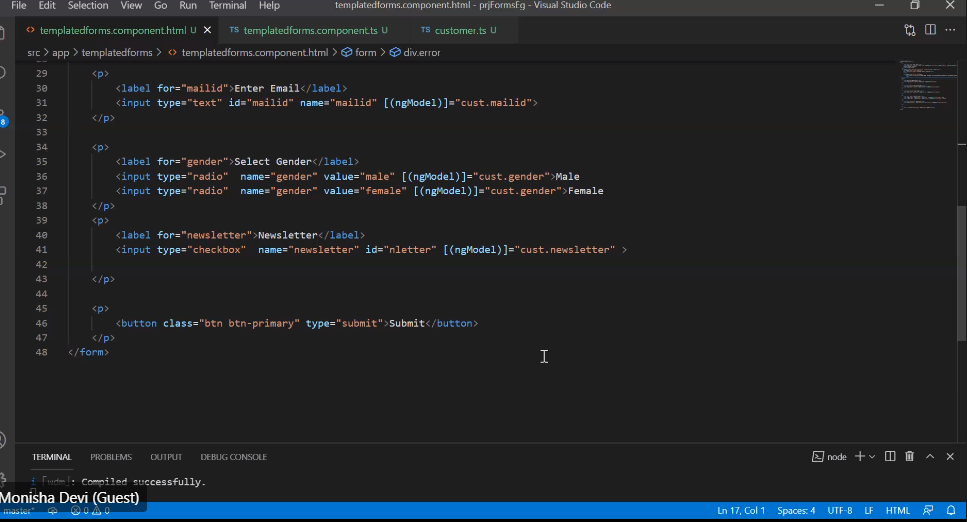 File Edit Selection View Go Run Terminal Help templatedforms.component.html - prjFormsEg - Visual Studio Code
<> templatedforms.component.html U × TS templatedforms.component.ts U TS customer.ts U ···
src > app > templatedforms > <> templatedforms.component.html > form > div.error
29 <p>
30 <label for="mailid">Enter Email</label>
31 <input type="text" id="mailid" name="mailid" [(ngModel)]="cust.mailid">
32 </p>
33
34 <p>
35 <label for="gender">Select Gender</label>
36 <input type="radio"  name="gender" value="male" [(ngModel)]="cust.gender">Male
37 <input type="radio"  name="gender" value="female" [(ngModel)]="cust.gender">Female
38 </p>
39 <p>
40 <label for="newsletter">Newsletter</label>
41 <input type="checkbox"  name="newsletter" id="nletter" [(ngModel)]="cust.newsletter" >
42
43 </p>
44
45 <p>
46 <button class="btn btn-primary" type="submit">Submit</button>
47 </p>
48 </form>
8
TERMINAL PROBLEMS OUTPUT DEBUG CONSOLE node
i ｢wdm｣: Compiled successfully.
Monisha Devi (Guest)
master* 0 0 Ln 17, Col 1 Spaces: 4 UTF-8 LF HTML